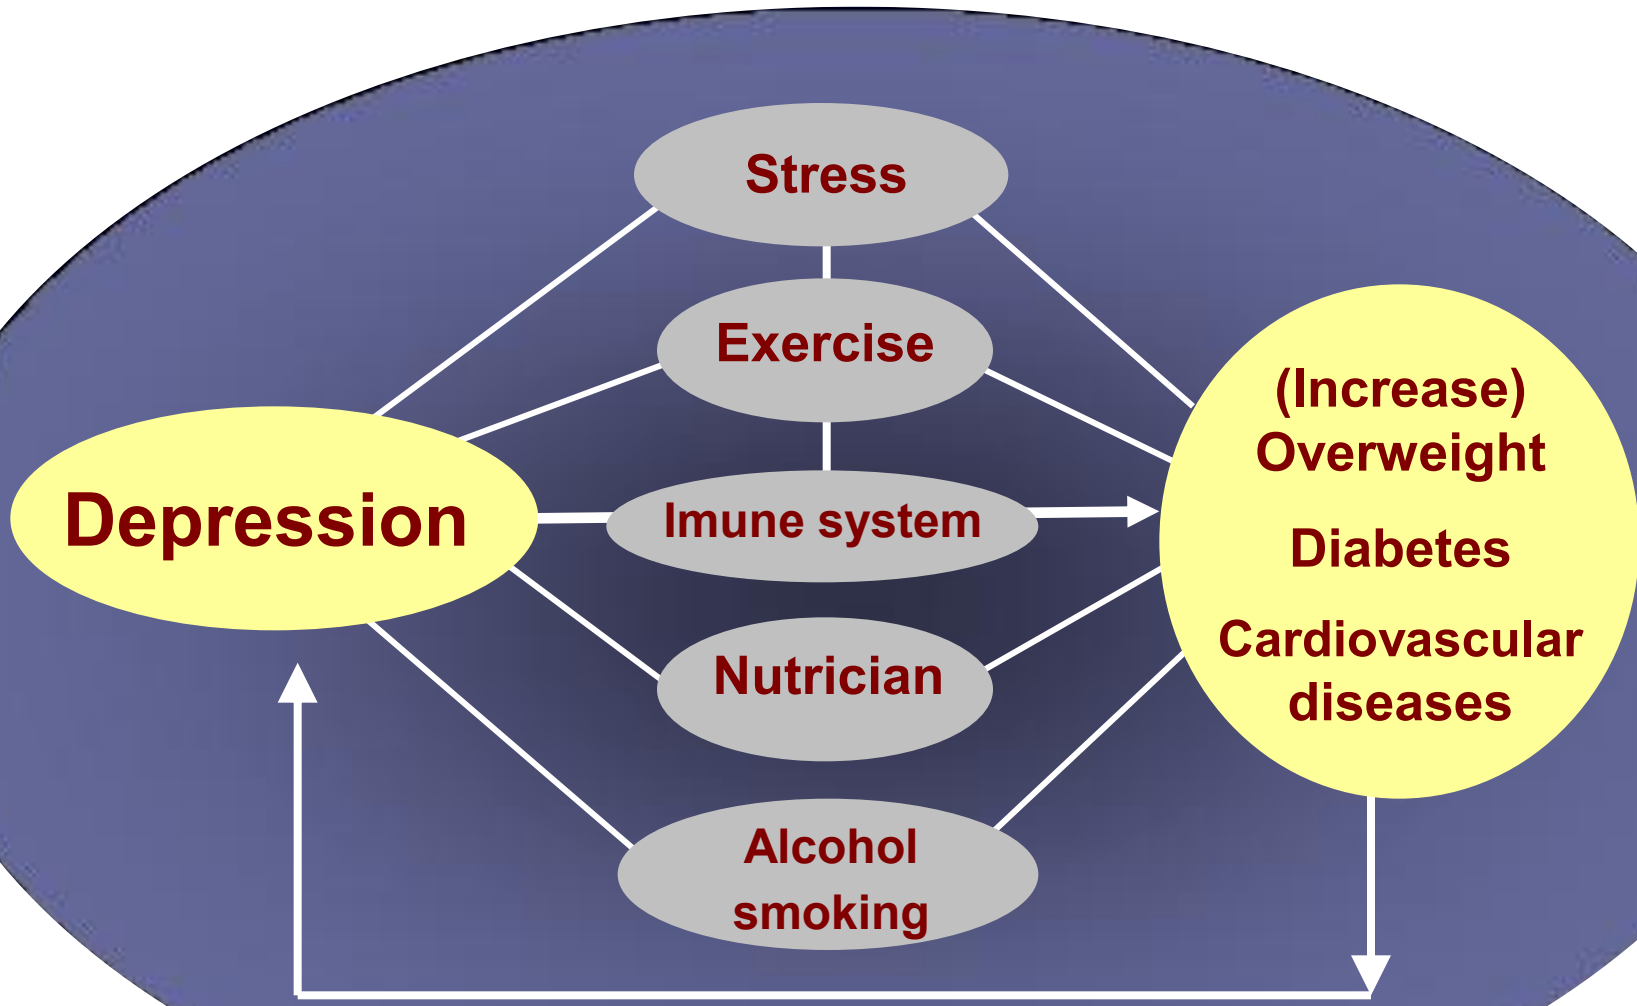 Stress
Exercise
Depression
Imune system
Nutrician
Alcohol
smoking
(Increase)
Overweight
Diabetes
Cardiovascular
diseases